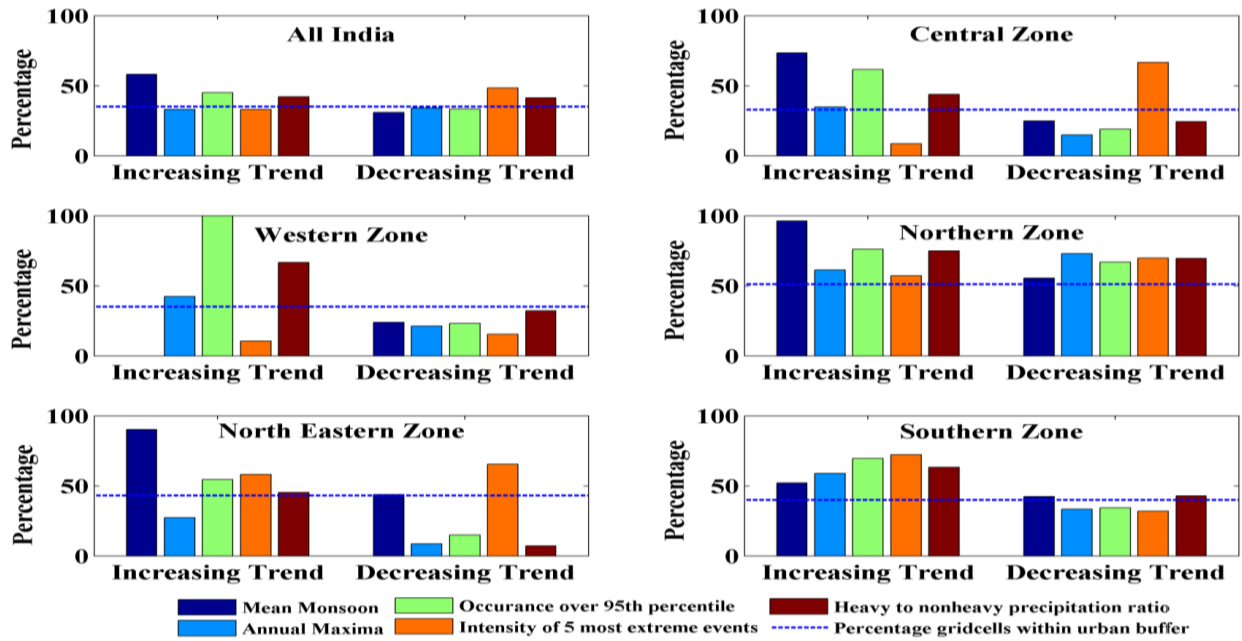 100
50
0
Percentage
All India
Increasing Trend Decreasing Trend
100
50
0
Percentage
Central Zone
Increasing Trend Decreasing Trend
100
50
0
Percentage
Western Zone
Increasing Trend Decreasing Trend
100
50
0
Percentage
Northern Zone
Increasing Trend Decreasing Trend
100
50
0
Percentage
North Eastern Zone
Increasing Trend Decreasing Trend
100
50
0
Percentage
Southern Zone
Increasing Trend Decreasing Trend
Mean Monsoon
Annual Maxima
Occurance over 95th percentile
Intensity of 5 most extreme events
Heavy to nonheavy precipitation ratio
Percentage gridcells within urban buffer